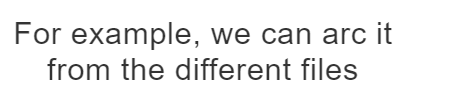 For example, we can arc it
from the different files